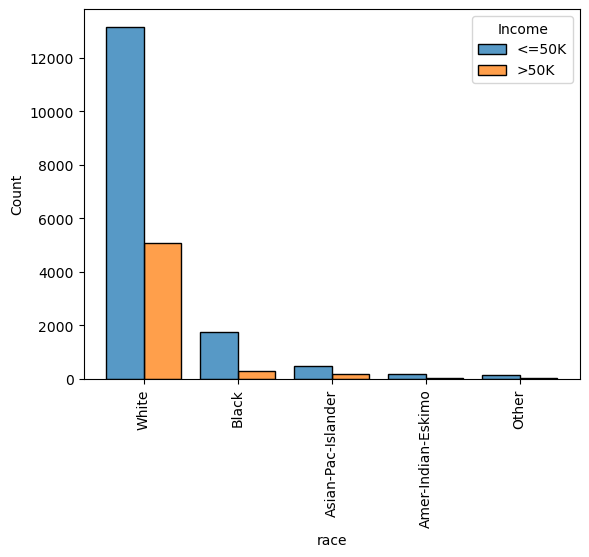 Income
<=50K
>50K
12000
10000
8000
6000
4000
2000
0
Count
White
Black
Asian-Pac-Islander
Amer-Indian-Eskimo
Other
race